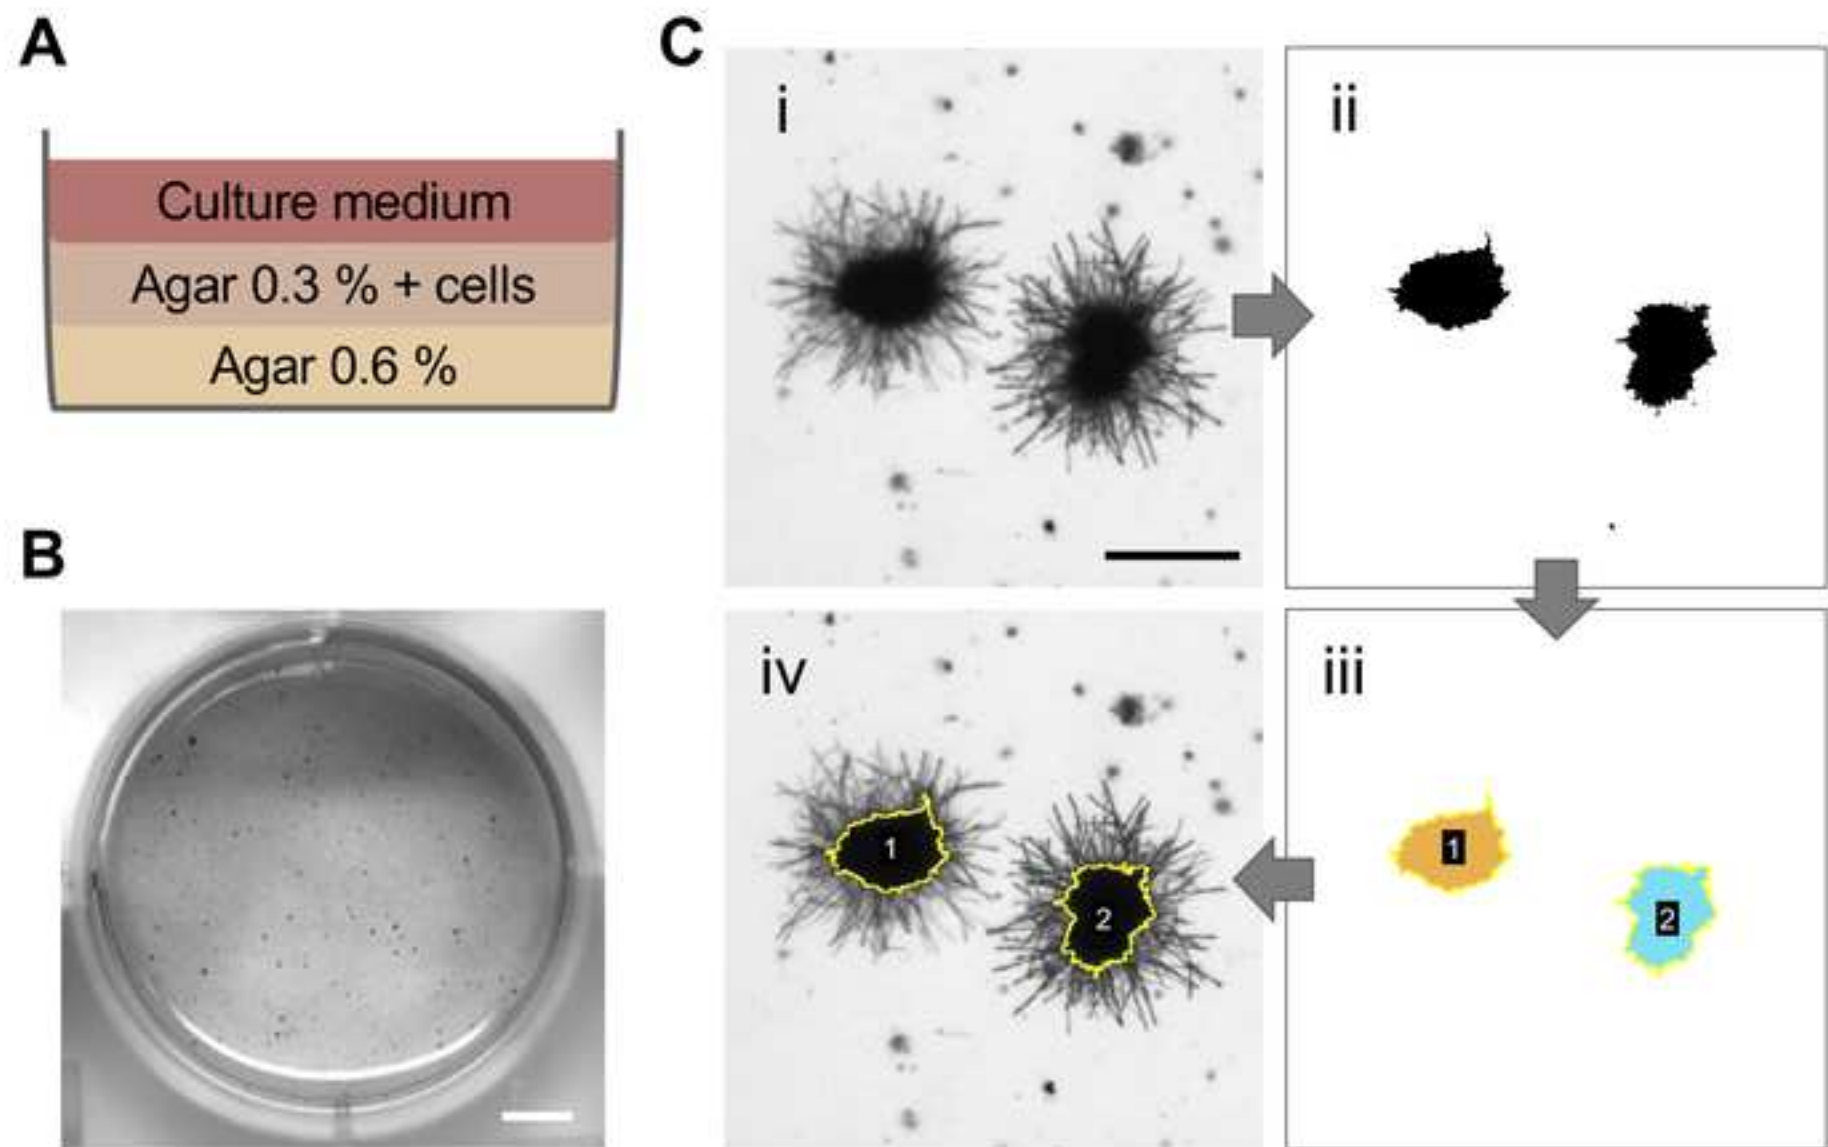 A
Culture medium
Agar 0.3 % + cells
Agar 0.6 %
B
C
i
ii
iv
1
2
iii
1
2